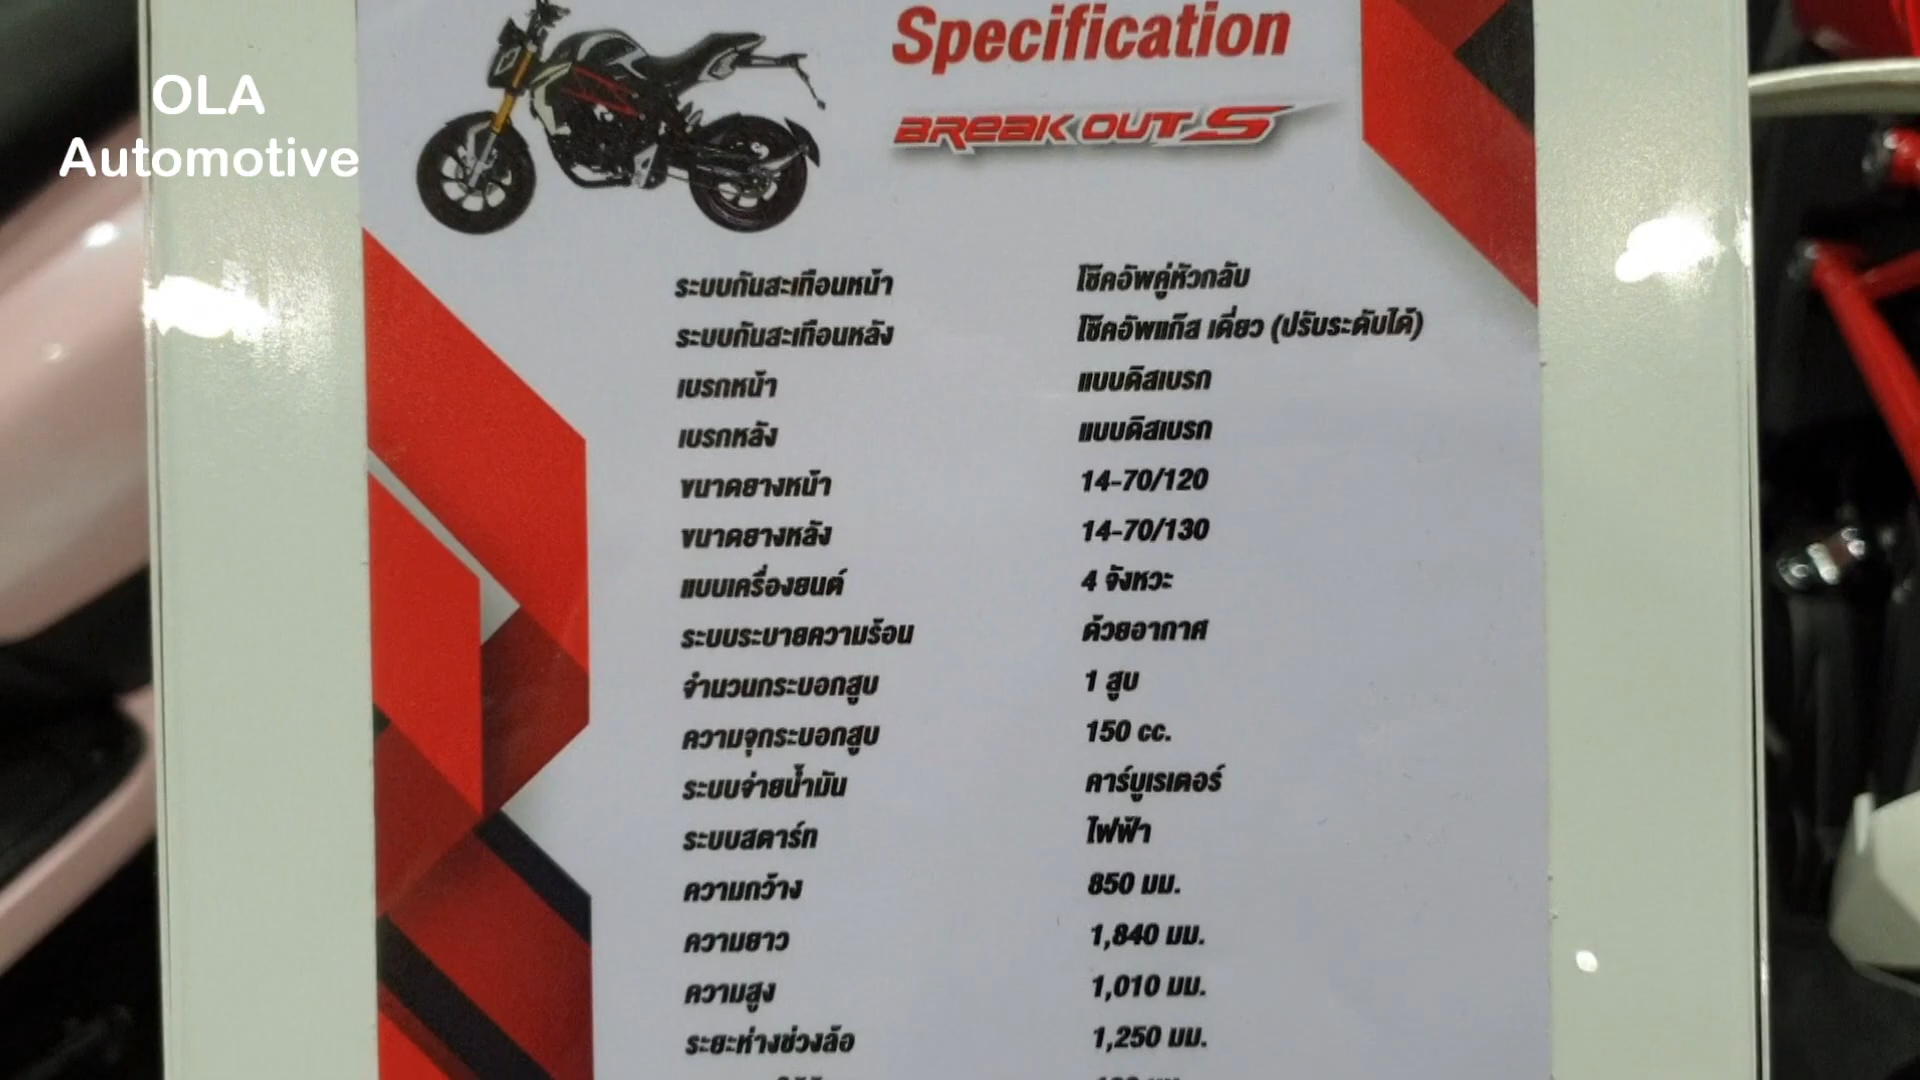 OLA
Automotive
Specification
BREAK OUT S
ระบบกันสะเทือนหน้า โช๊คอัพคู่หัวกลับ
ระบบกันสะเทือนหลัง โช๊คอัพแก๊ส เดี่ยว (ปรับระดับได้)
เบรกหน้า แบบดิสเบรก
เบรกหลัง แบบดิสเบรก
ขนาดยางหน้า 14-70/120
ขนาดยางหลัง 14-70/130
แบบเครื่องยนต์ 4 จังหวะ
ระบบระบายความร้อน ด้วยอากาศ
จำนวนกระบอกสูบ 1 สูบ
ความจุกระบอกสูบ 150 cc.
ระบบจ่ายน้ำมัน คาร์บูเรเตอร์
ระบบสตาร์ท ไฟฟ้า
ความกว้าง 850 มม.
ความยาว 1,840 มม.
ความสูง 1,010 มม.
ระยะห่างช่วงล้อ 1,250 มม.